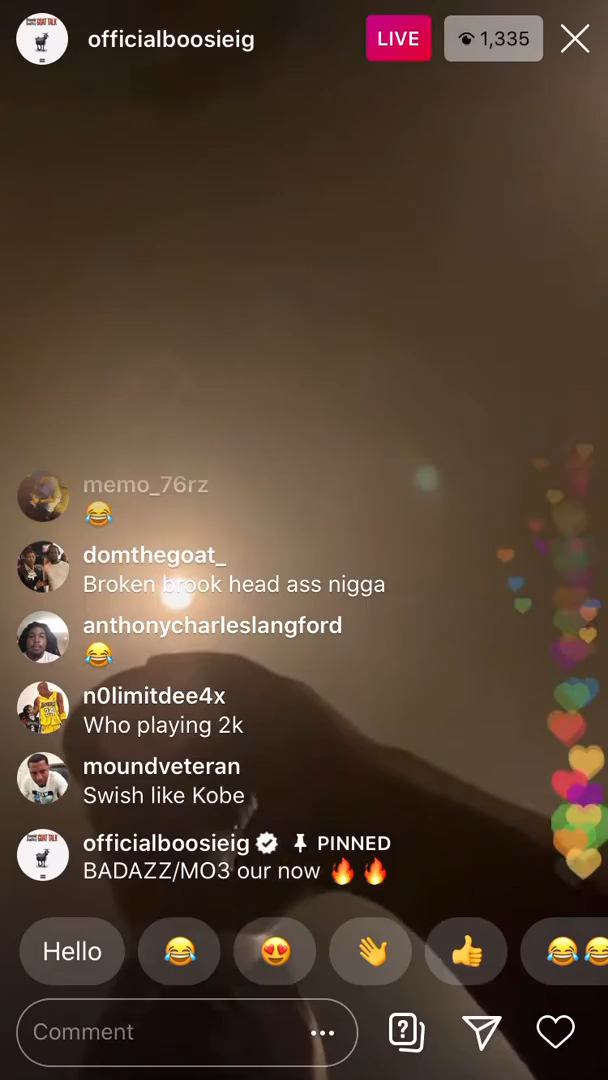 officialboosieig
LIVE
1,335
memo_76rz
😂
domthegoat_
Broken brook head ass nigga
anthonycharleslangford
😂
n0limitdee4x
Who playing 2k
moundveteran
Swish like Kobe
officialboosieig PINNED
BADAZZ/MO3 our now 🔥🔥
Hello 😂 😍 👋 👍 😂😂
Comment